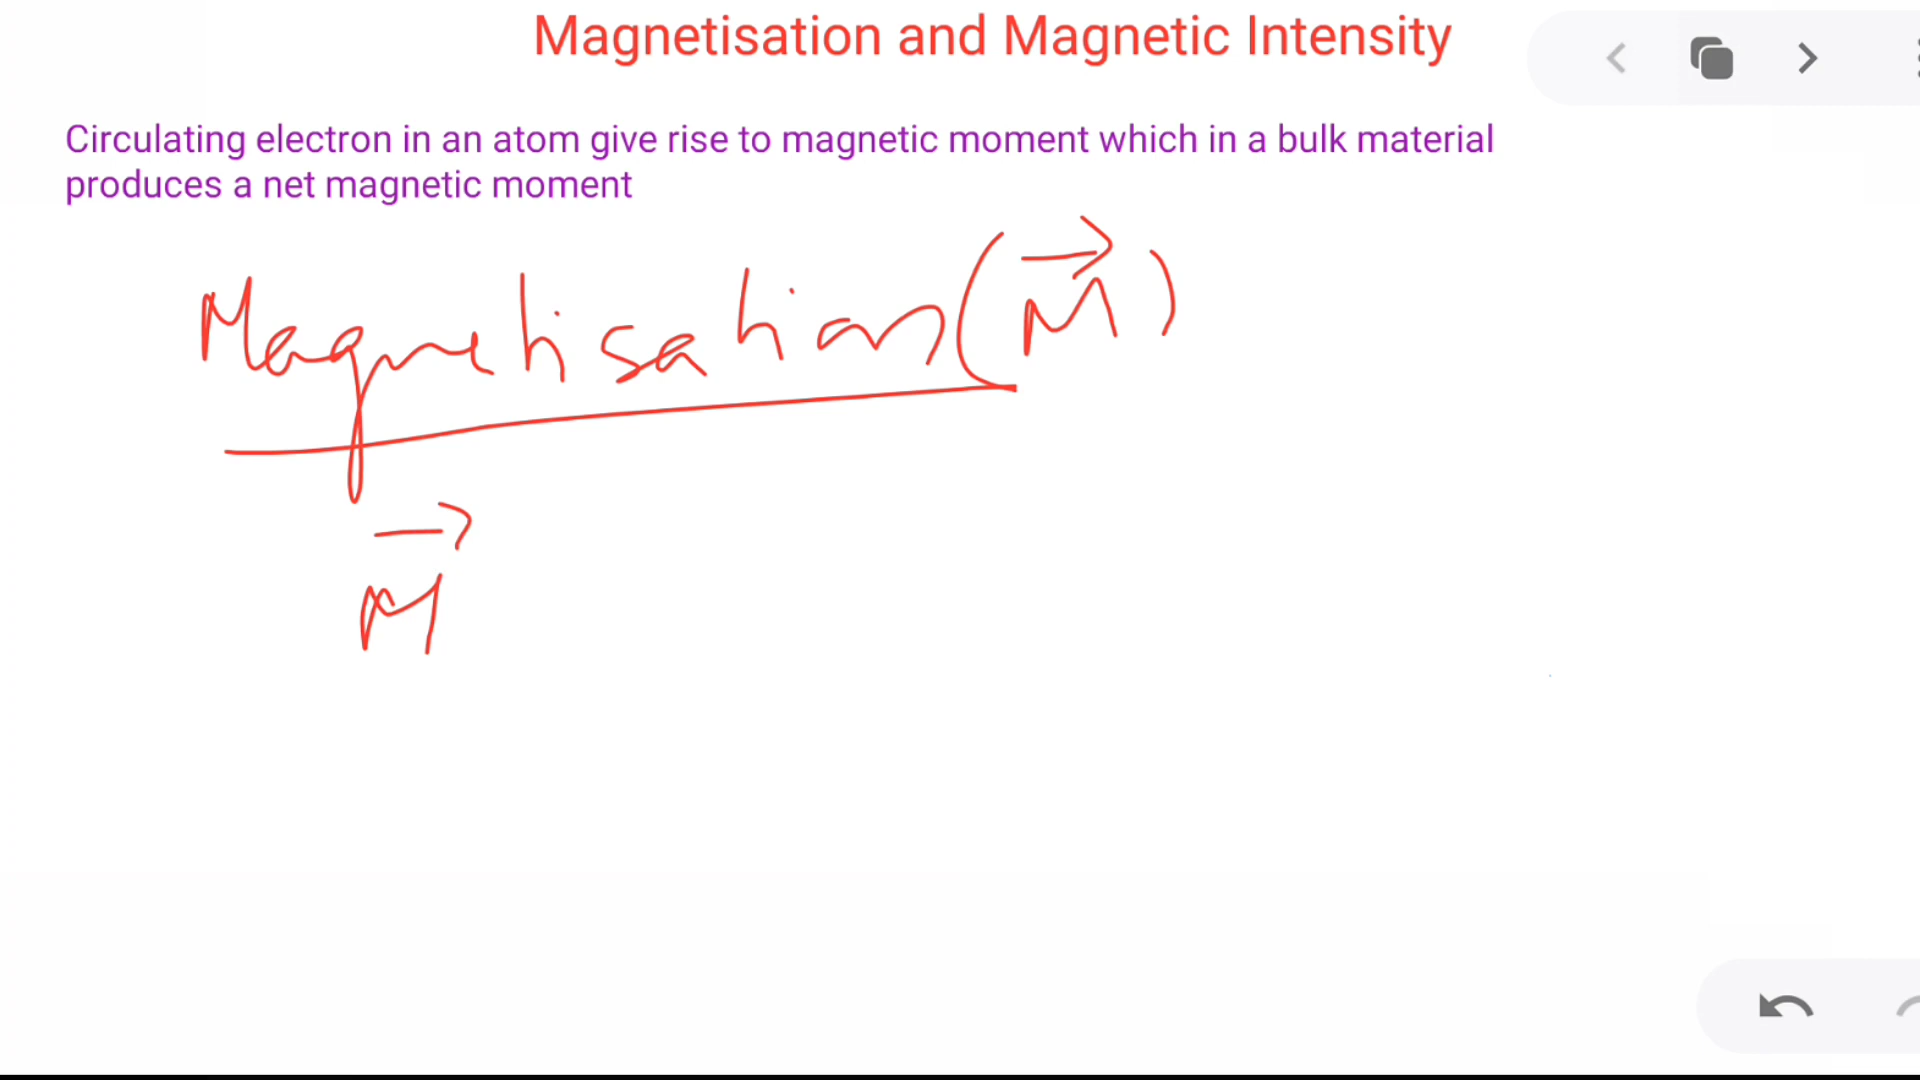 Magnetisation and Magnetic Intensity
Circulating electron in an atom give rise to magnetic moment which in a bulk material
produces a net magnetic moment
Magnetisation (M⃗)
M⃗